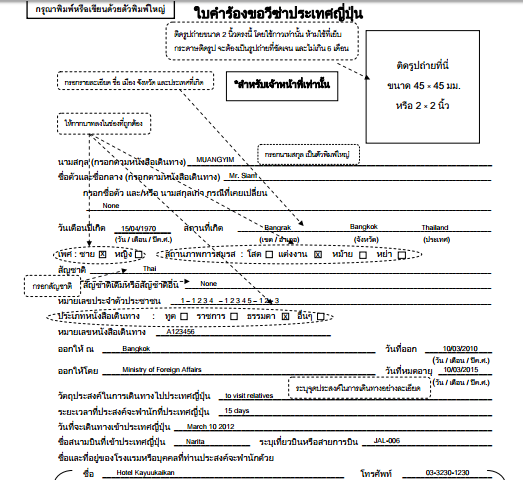 กรุณาพิมพ์หรือเขียนด้วยตัวพิมพ์ใหญ่
ใบคำร้องขอวีซ่าประเทศญี่ปุ่น
ติดรูปถ่ายขนาด 2 นิ้วตรงนี้ โดยใช้กาวเท่านั้น ห้ามใช้ที่เย็บ
กระดาษติดรูป จะต้องเป็นรูปถ่ายที่ชัดเจน และไม่เกิน 6 เดือน
ติดรูปถ่ายที่นี่
ขนาด 45 × 45 มม.
หรือ 2 × 2 นิ้ว
กรอกรายละเอียด ชื่อ เมือง จังหวัด และประเทศที่เกิด
*สำหรับเจ้าหน้าที่เท่านั้น
ให้กากบาทลงในช่องที่ถูกต้อง
กรอกนามสกุล เป็นตัวพิมพ์ใหญ่
นามสกุล (กรอกตามหนังสือเดินทาง) MUANGYIM
ชื่อตัวและชื่อกลาง (กรอกตามหนังสือเดินทาง) Mr. Siam
กรอกชื่อตัว และ/หรือ นามสกุลเก่า กรณีที่เคยเปลี่ยน
None
วันเดือนปีเกิด 15/04/1970 สถานที่เกิด Bangrak Bangkok Thailand
(วัน / เดือน / ปีค.ศ.) (เขต / อำเภอ) (จังหวัด) (ประเทศ)
เพศ : ชาย ☒ หญิง ☐ สถานภาพการสมรส : โสด ☐ แต่งงาน ☒ หม้าย ☐ หย่า ☐
สัญชาติ Thai
กรอกสัญชาติ
สัญชาติเดิมหรือสัญชาติอื่น None
หมายเลขประจำตัวประชาชน 1 – 1 2 3 4 – 1 2 3 4 5 – 1 2 – 3
ประเภทหนังสือเดินทาง : ทูต ☐ ราชการ ☐ ธรรมดา ☒ อื่นๆ ☐
หมายเลขหนังสือเดินทาง A123456
ออกให้ ณ Bangkok วันที่ออก 10/03/2010
(วัน / เดือน / ปีค.ศ.)
ออกให้โดย Ministry of Foreign Affairs วันที่หมดอายุ 10/03/2015
(วัน / เดือน / ปีค.ศ.)
ระบุจุดประสงค์ในการเดินทางอย่างละเอียด
วัตถุประสงค์ในการเดินทางไปประเทศญี่ปุ่น to visit relatives
ระยะเวลาที่ประสงค์จะพำนักที่ประเทศญี่ปุ่น 15 days
วันที่จะเดินทางเข้าประเทศญี่ปุ่น March 10 2012
ชื่อสนามบินที่เข้าประเทศญี่ปุ่น Narita ระบุเที่ยวบินหรือสายการบิน JAL-006
ชื่อและที่อยู่ของโรงแรมหรือบุคคลที่ท่านประสงค์จะพำนักด้วย
ชื่อ Hotel Kayuukaikan โทรศัพท์ 03-3230-1230